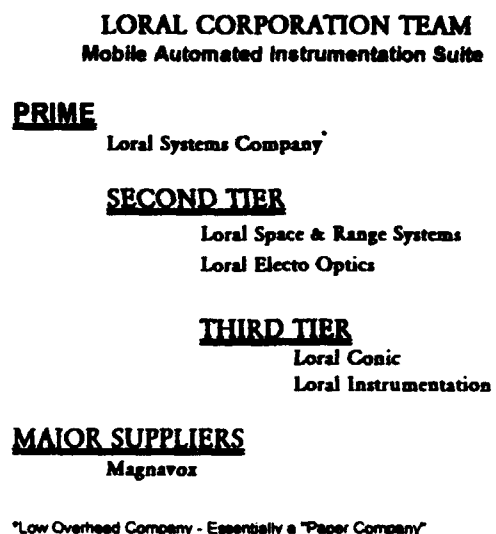 LORAL CORPORATION TEAM
Mobile Automated Instrumentation Suite
PRIME
Loral Systems Company*
SECOND TIER
Loral Space & Range Systems
Loral Electo Optics
THIRD TIER
Loral Conic
Loral Instrumentation
MAJOR SUPPLIERS
Magnavox
*Low Overhead Company - Essentially a "Paper Company"